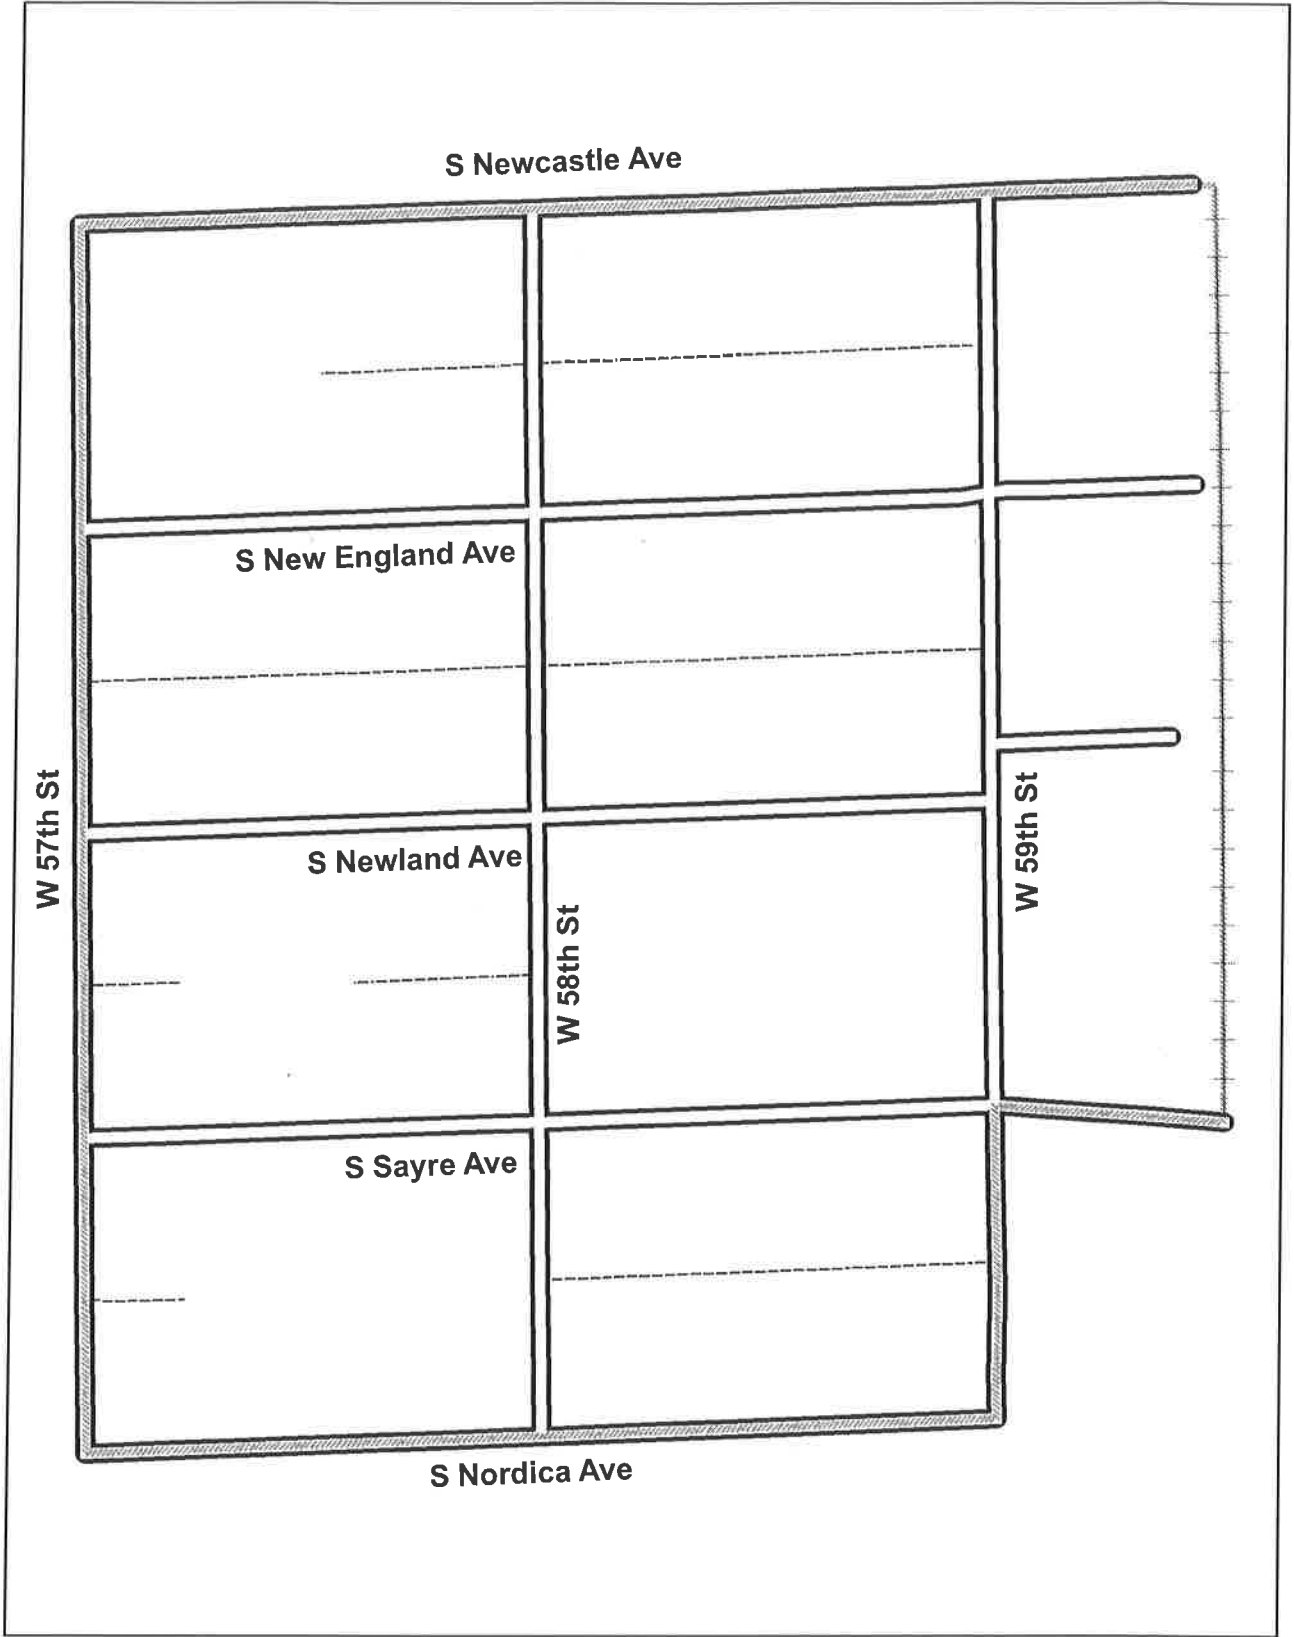 S Newcastle Ave
S New England Ave
W 57th St
W 59th St
S Newland Ave
W 58th St
S Sayre Ave
S Nordica Ave